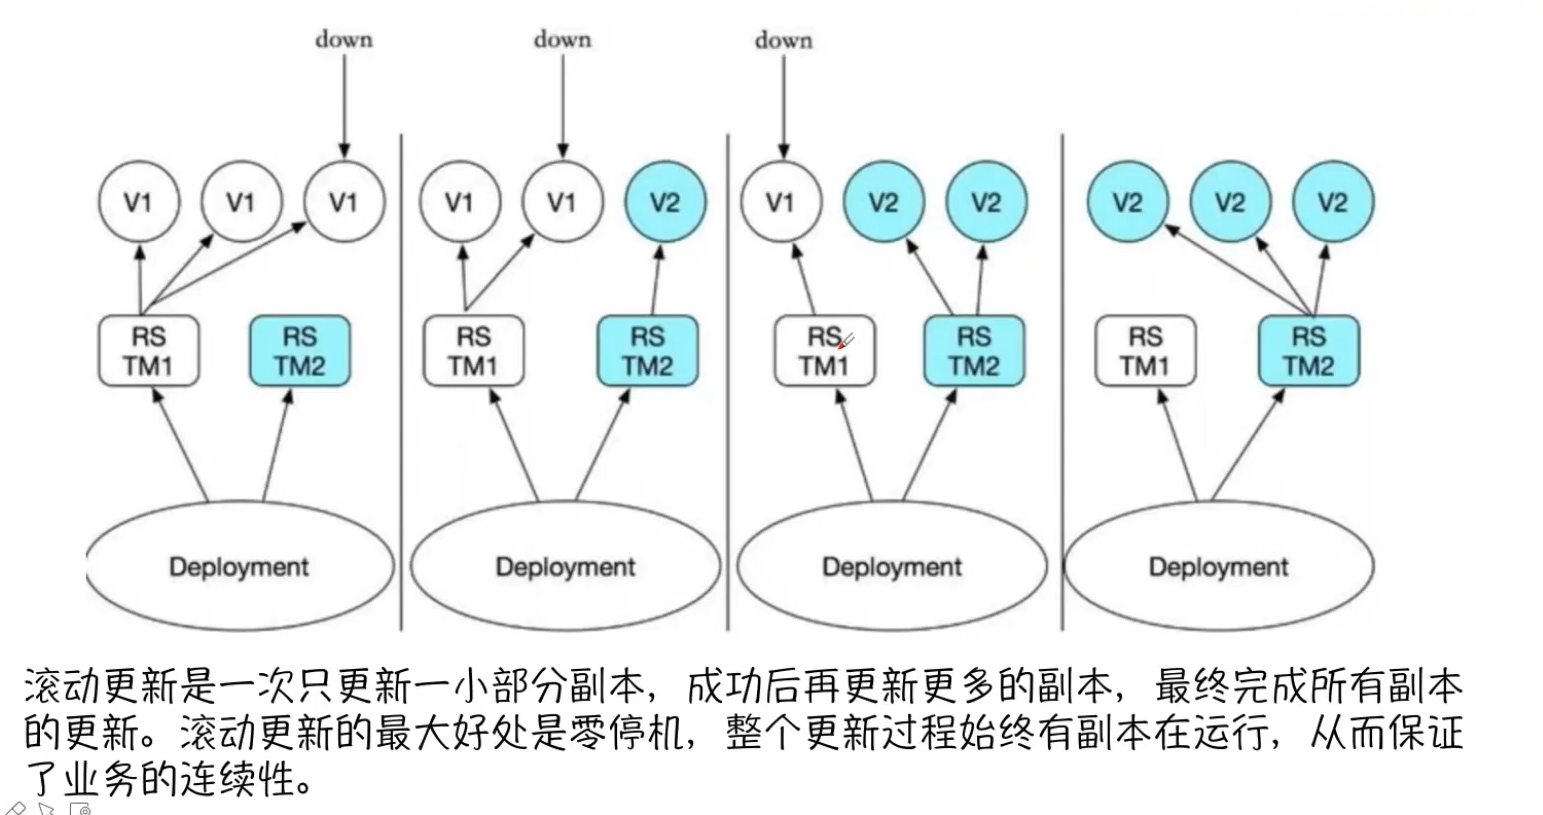 down
down
down
V1
V1
V1
V1
V1
V2
V1
V2
V2
V2
V2
V2
RS
TM1
RS
TM2
RS
TM1
RS
TM2
RS
TM1
RS
TM2
RS
TM1
RS
TM2
Deployment
Deployment
Deployment
Deployment
滚动更新是一次只更新一小部分副本，成功后再更新更多的副本，最终完成所有副本
的更新。滚动更新的最大好处是零停机，整个更新过程始终有副本在运行，从而保证
了业务的连续性。